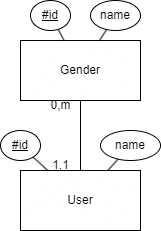 #id name
Gender
0,m
1,1
#id name
User